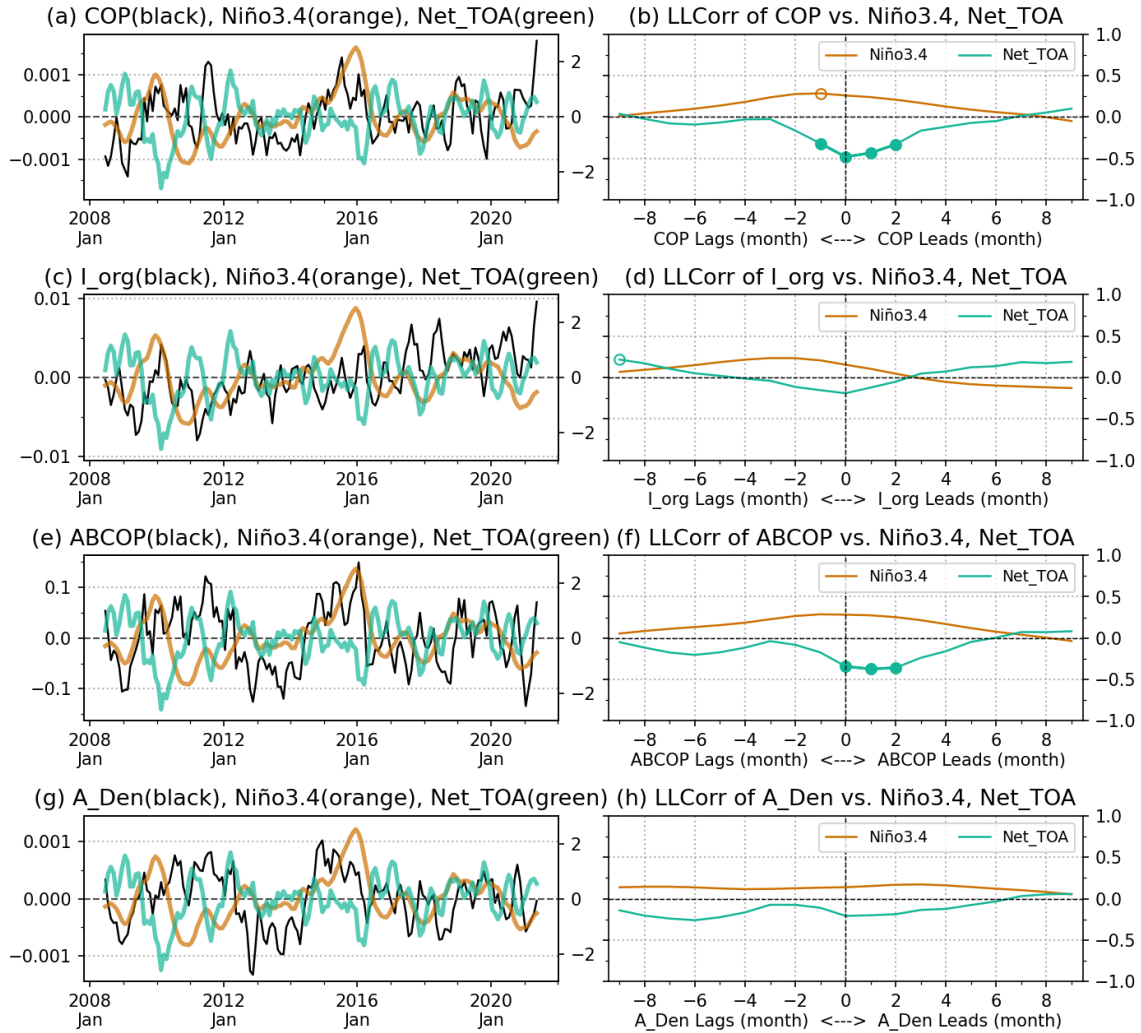 (a) COP(black), Niño3.4(orange), Net_TOA(green)
0.001
0.000
−0.001
2
0
−2
2008
Jan
2012
Jan
2016
Jan
2020
Jan
(b) LLCorr of COP vs. Niño3.4, Net_TOA
Niño3.4
Net_TOA
1.0
0.5
0.0
−0.5
−1.0
−8 −6 −4 −2 0 2 4 6 8
COP Lags (month) <---> COP Leads (month)
(c) I_org(black), Niño3.4(orange), Net_TOA(green)
0.01
0.00
−0.01
2
0
−2
2008
Jan
2012
Jan
2016
Jan
2020
Jan
(d) LLCorr of I_org vs. Niño3.4, Net_TOA
Niño3.4
Net_TOA
1.0
0.5
0.0
−0.5
−1.0
−8 −6 −4 −2 0 2 4 6 8
I_org Lags (month) <---> I_org Leads (month)
(e) ABCOP(black), Niño3.4(orange), Net_TOA(green)
0.1
0.0
−0.1
2
0
−2
2008
Jan
2012
Jan
2016
Jan
2020
Jan
(f) LLCorr of ABCOP vs. Niño3.4, Net_TOA
Niño3.4
Net_TOA
1.0
0.5
0.0
−0.5
−1.0
−8 −6 −4 −2 0 2 4 6 8
ABCOP Lags (month) <---> ABCOP Leads (month)
(g) A_Den(black), Niño3.4(orange), Net_TOA(green)
0.001
0.000
−0.001
2
0
−2
2008
Jan
2012
Jan
2016
Jan
2020
Jan
(h) LLCorr of A_Den vs. Niño3.4, Net_TOA
Niño3.4
Net_TOA
1.0
0.5
0.0
−0.5
−1.0
−8 −6 −4 −2 0 2 4 6 8
A_Den Lags (month) <---> A_Den Leads (month)